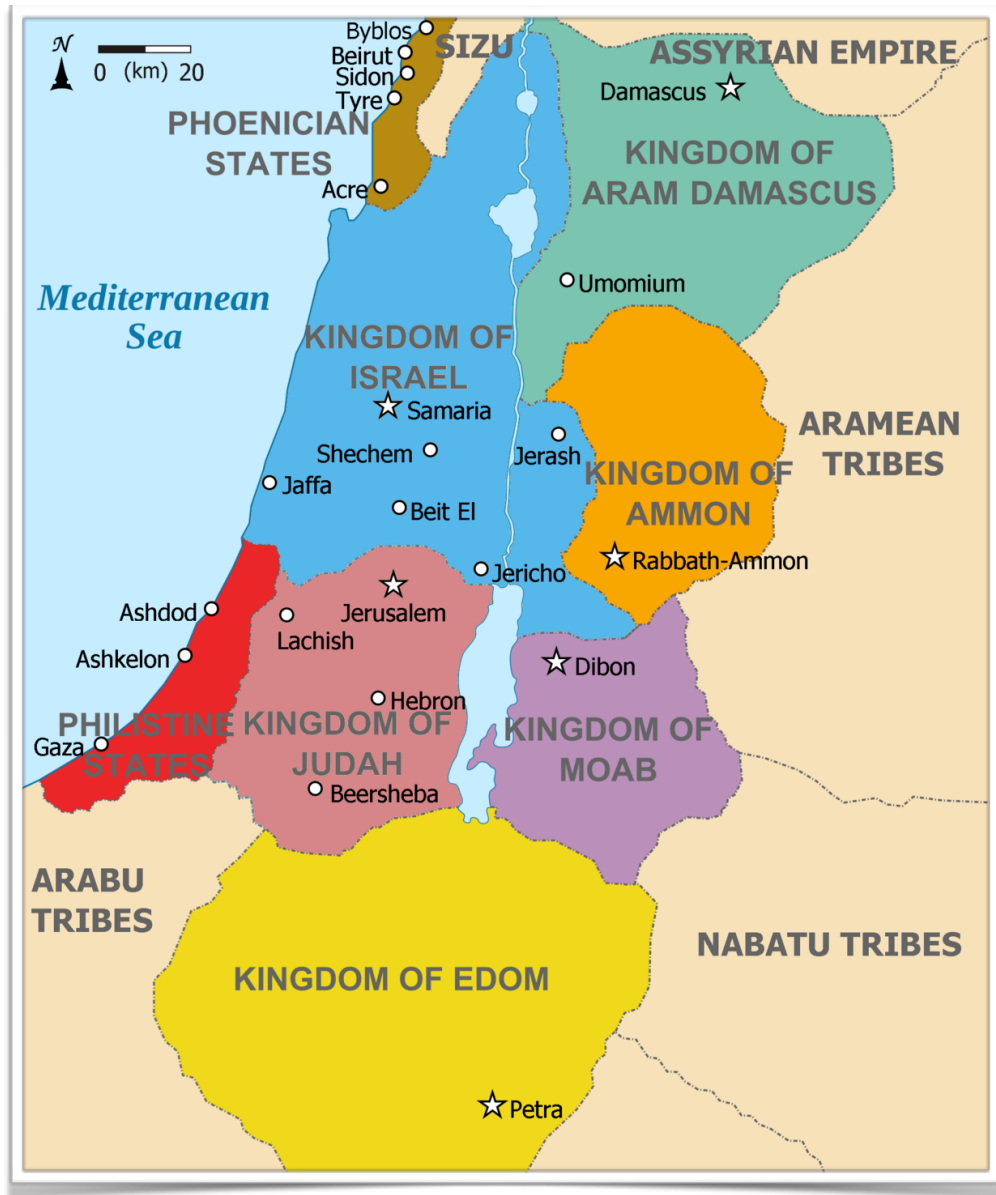 Byblos
SIZU
Beirut
ASSYRIAN EMPIRE
N
0 (km) 20
Sidon
Damascus
Tyre
PHOENICIAN
STATES
KINGDOM OF
ARAM DAMASCUS
Acre
Umomium
Mediterranean
Sea
KINGDOM OF
ISRAEL
Samaria
ARAMEAN
TRIBES
Shechem
Jerash
KINGDOM OF
AMMON
Jaffa
Beit El
Rabbath-Ammon
Jericho
Ashdod
Jerusalem
Lachish
Ashkelon
Dibon
Hebron
PHILISTINE
STATES
Gaza
KINGDOM OF
JUDAH
KINGDOM OF
MOAB
Beersheba
ARABU
TRIBES
NABATU TRIBES
KINGDOM OF EDOM
Petra